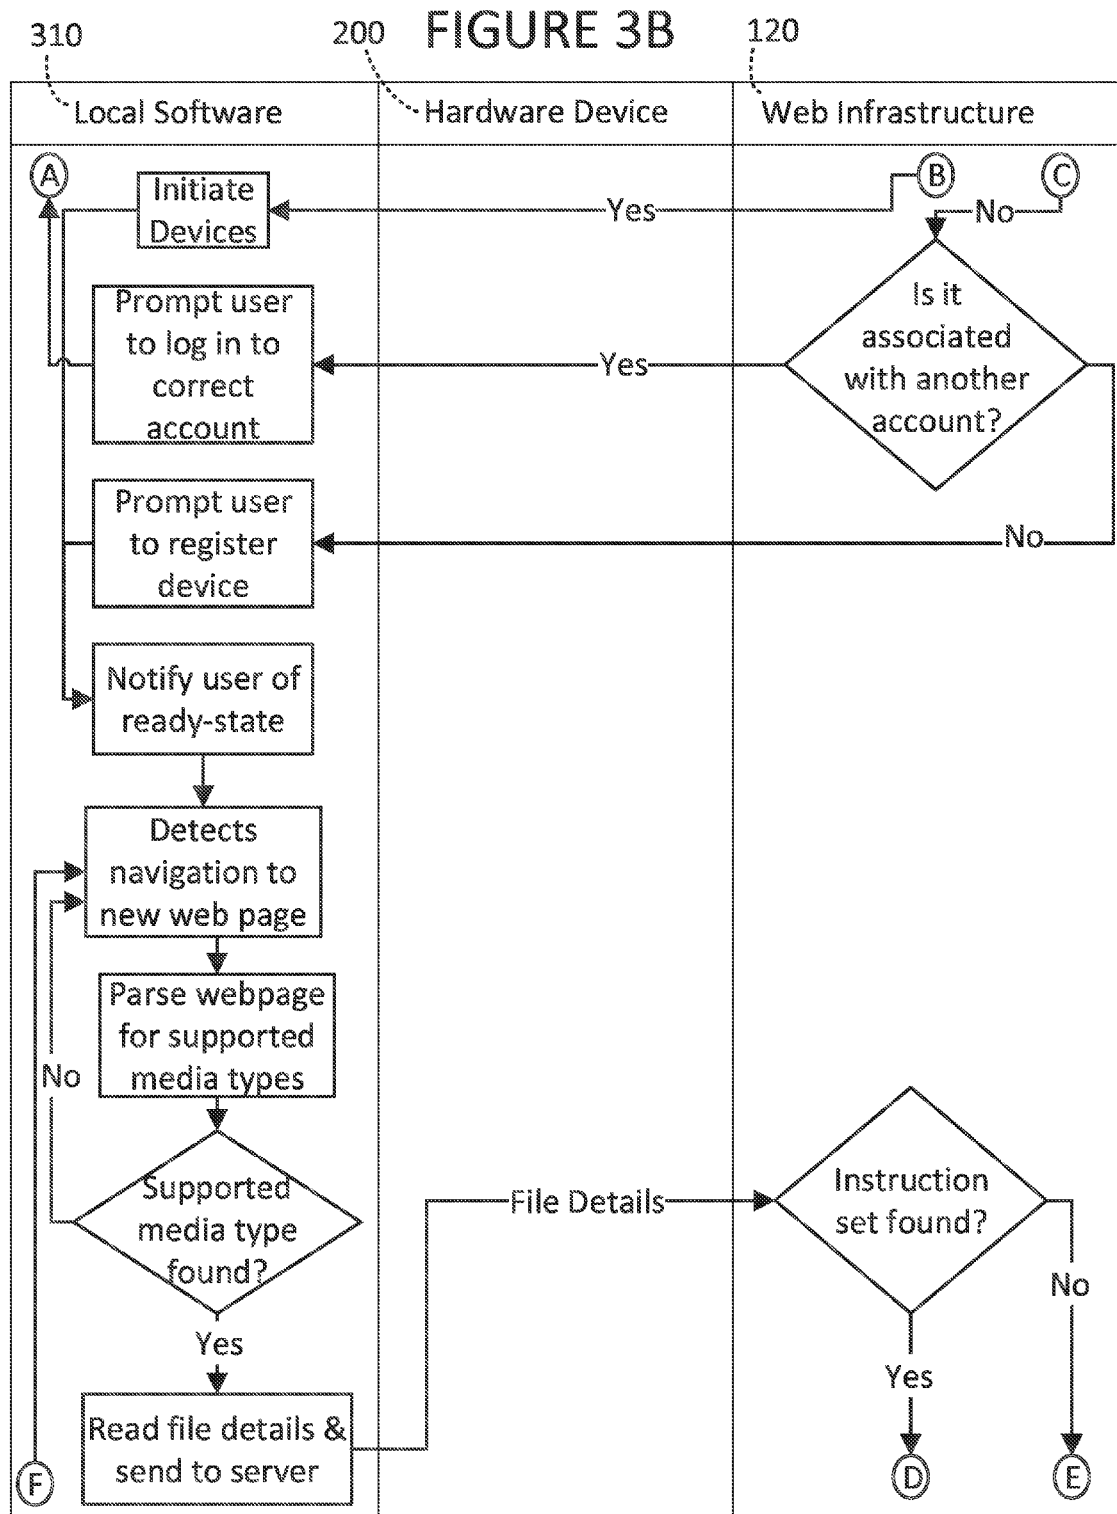 FIGURE 3B
310
200
120
Local Software
Hardware Device
Web Infrastructure
A
Initiate
Devices
Yes
B
C
No
Is it
associated
with another
account?
Prompt user
to log in to
correct
account
Yes
Prompt user
to register
device
No
Notify user of
ready-state
Detects
navigation to
new web page
Parse webpage
for supported
media types
No
Supported
media type
found?
File Details
Instruction
set found?
No
Yes
Yes
Read file details &
send to server
F
D
E